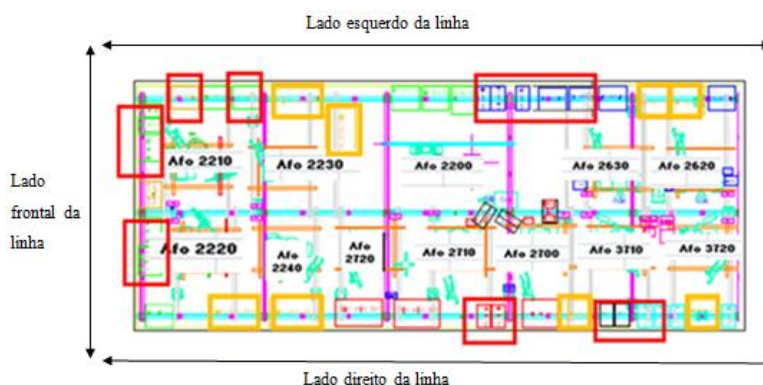 Lado esquerdo da linha
Afo 2210
Afo 2230
Afo 2200
Afo 2630
Afo 2620
Lado
frontal da
linha
Afo 2220
Afo
2240
Afo
2720
Afo 2710
Afo 2700
Afo 3710
Afo 3720
Lado direito da linha